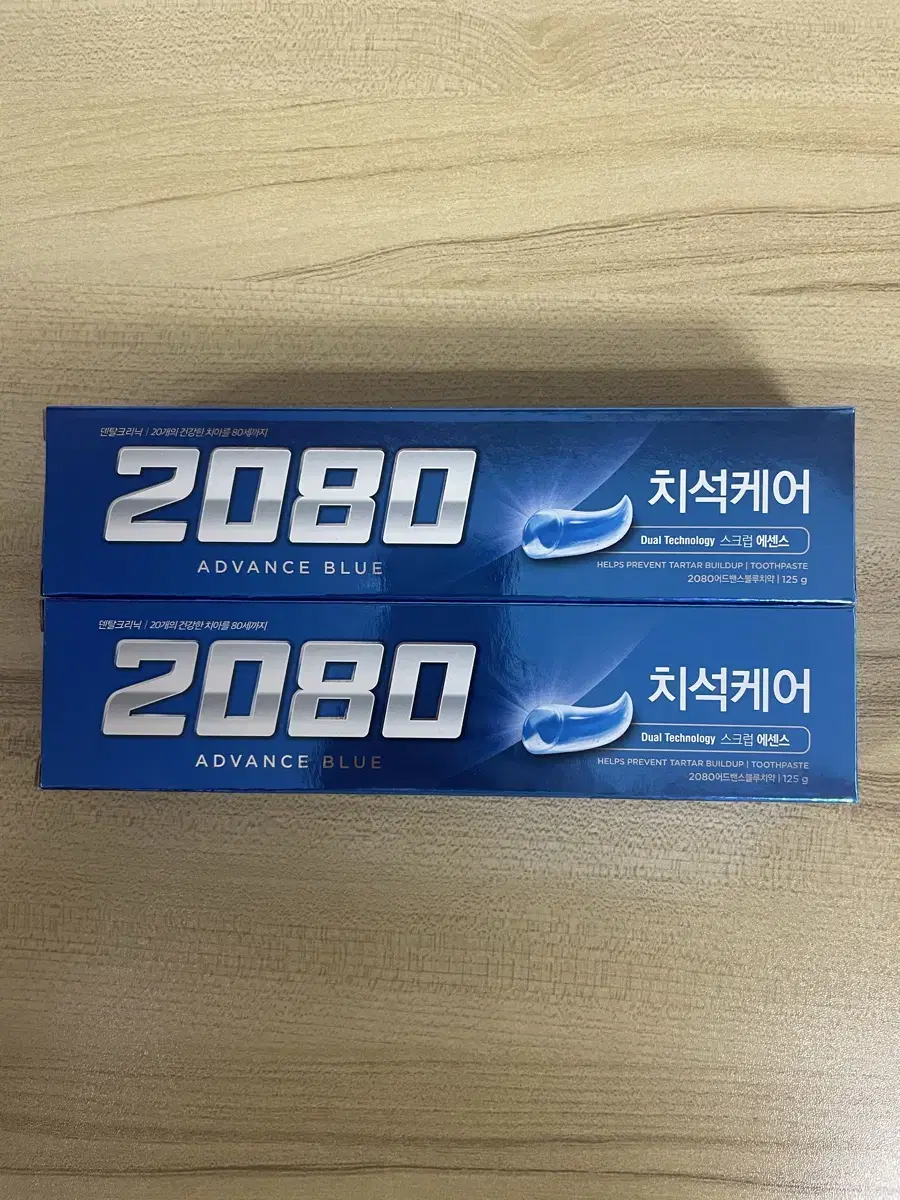 덴탈크리닉 | 20개의 건강한 치아를 80세까지
2080
ADVANCE BLUE
치석케어
Dual Technology 스크럽 에센스
HELPS PREVENT TARTAR BUILDUP | TOOTHPASTE
2080어드밴스블루치약 | 125 g
덴탈크리닉 | 20개의 건강한 치아를 80세까지
2080
ADVANCE BLUE
치석케어
Dual Technology 스크럽 에센스
HELPS PREVENT TARTAR BUILDUP | TOOTHPASTE
2080어드밴스블루치약 | 125 g